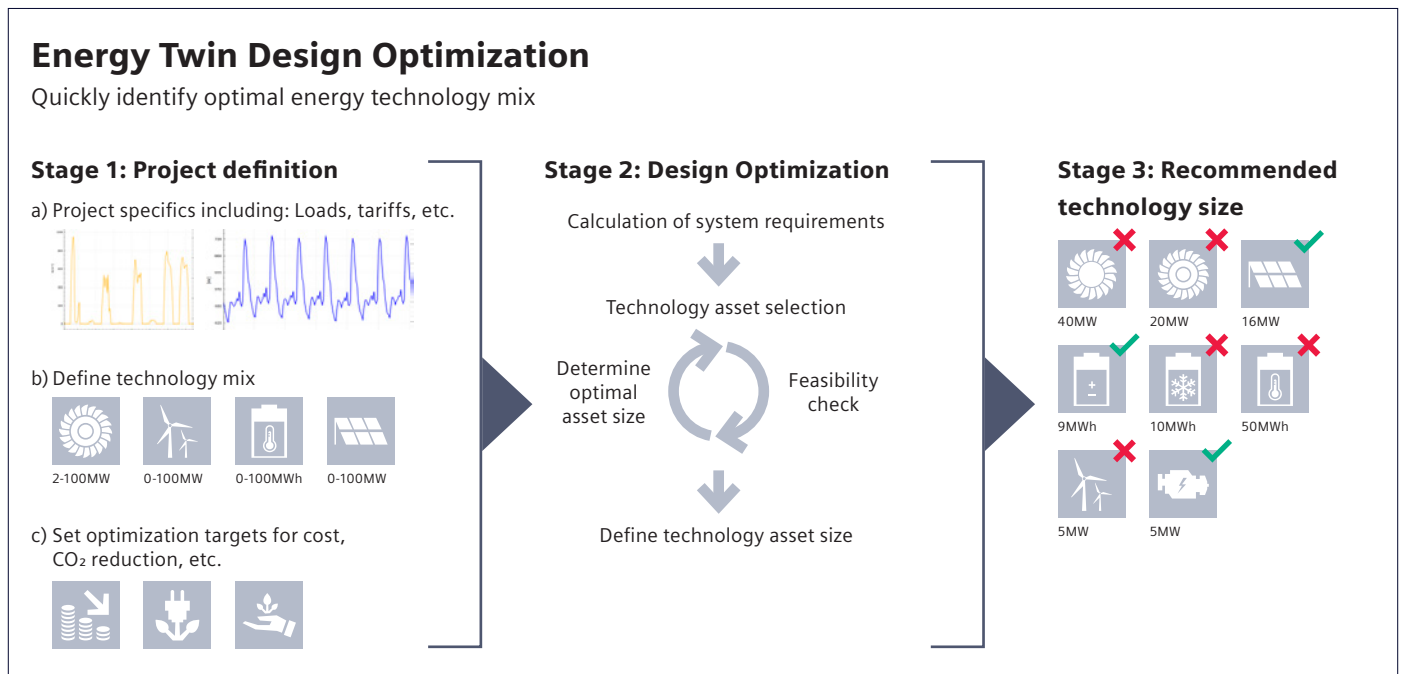 Energy Twin Design Optimization
Quickly identify optimal energy technology mix
Stage 1: Project definition
a) Project specifics including: Loads, tariffs, etc.
b) Define technology mix
2-100MW
0-100MW
0-100MWh
0-100MW
c) Set optimization targets for cost,
CO₂ reduction, etc.
Stage 2: Design Optimization
Calculation of system requirements
Technology asset selection
Determine
optimal
asset size
Feasibility
check
Define technology asset size
Stage 3: Recommended
technology size
40MW
20MW
16MW
9MWh
10MWh
50MWh
5MW
5MW